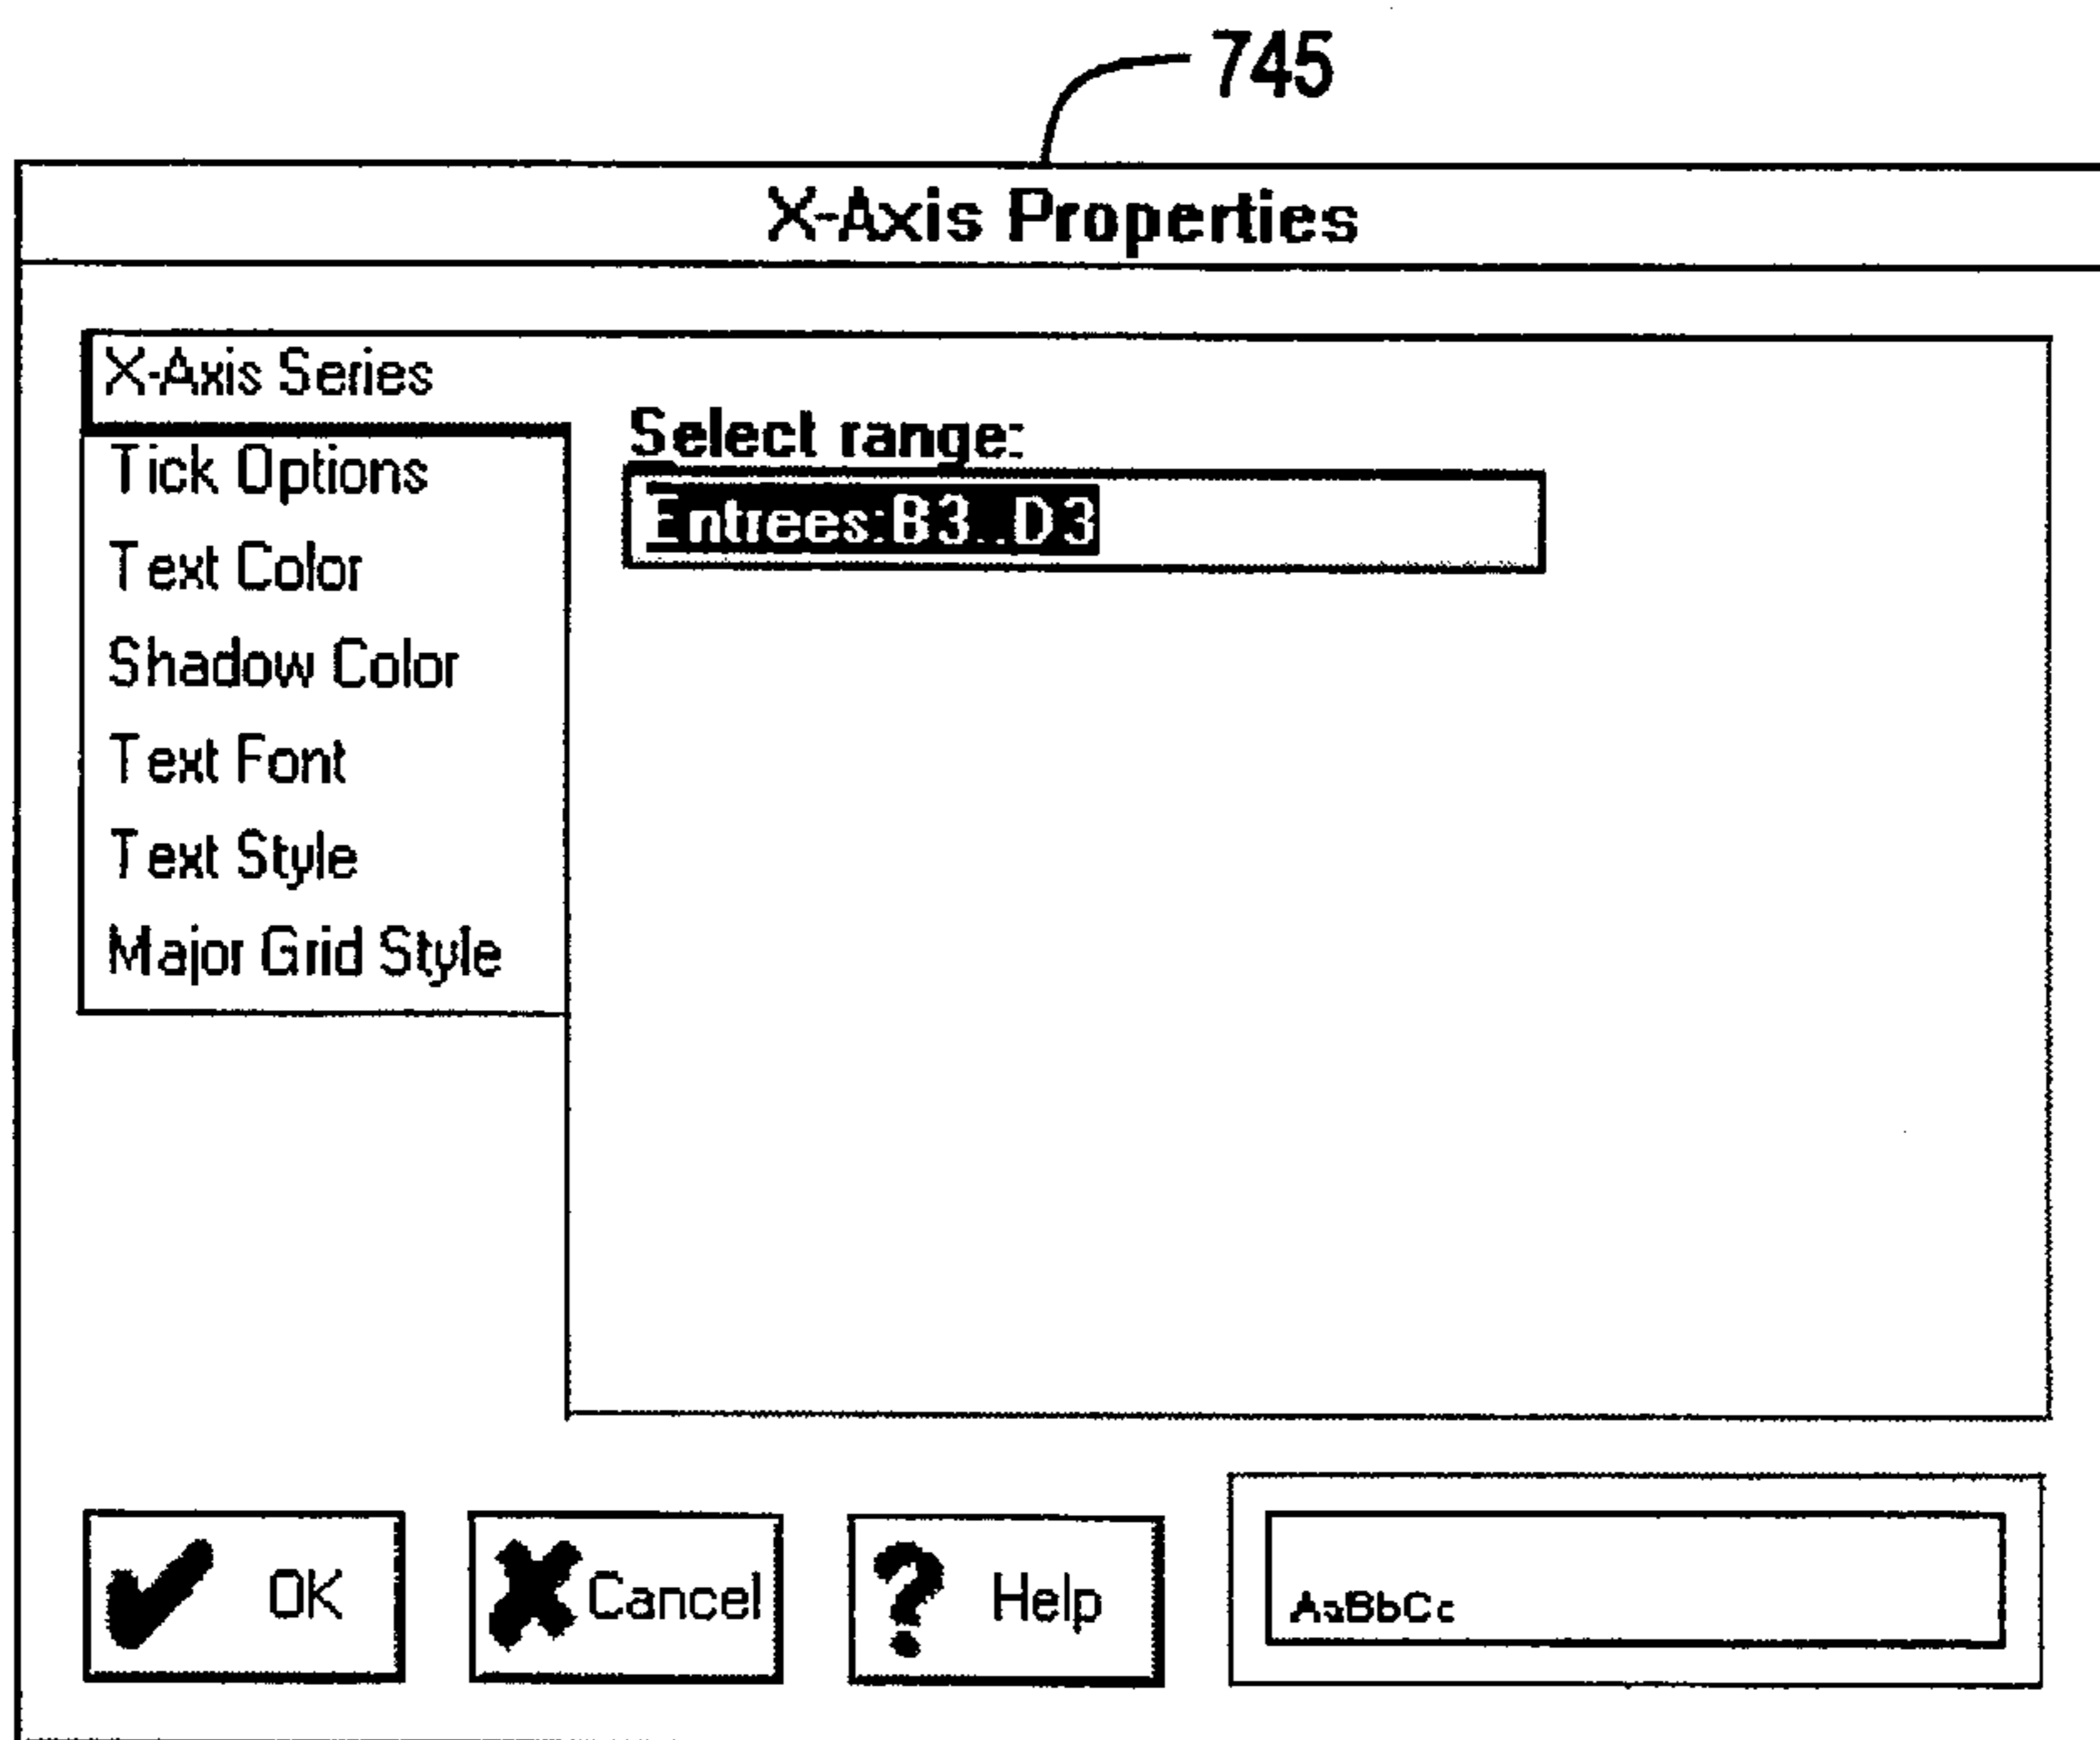 745
X-Axis Properties
X-Axis Series
Tick Options
Text Color
Shadow Color
Text Font
Text Style
Major Grid Style
Select range:
Entrees:B3..D3
OK
Cancel
Help
AaBbCc